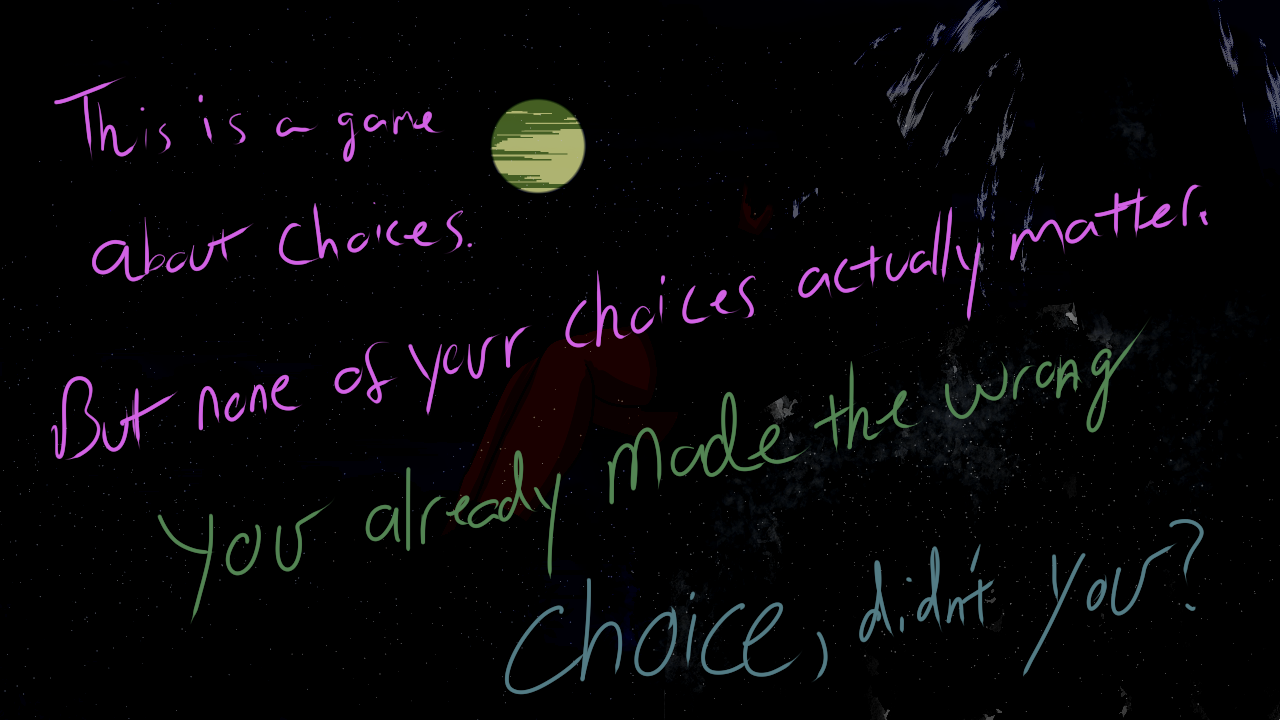 This is a game
about choices.
But none of your choices actually matter.
You already made the wrong
choice, didn't you?